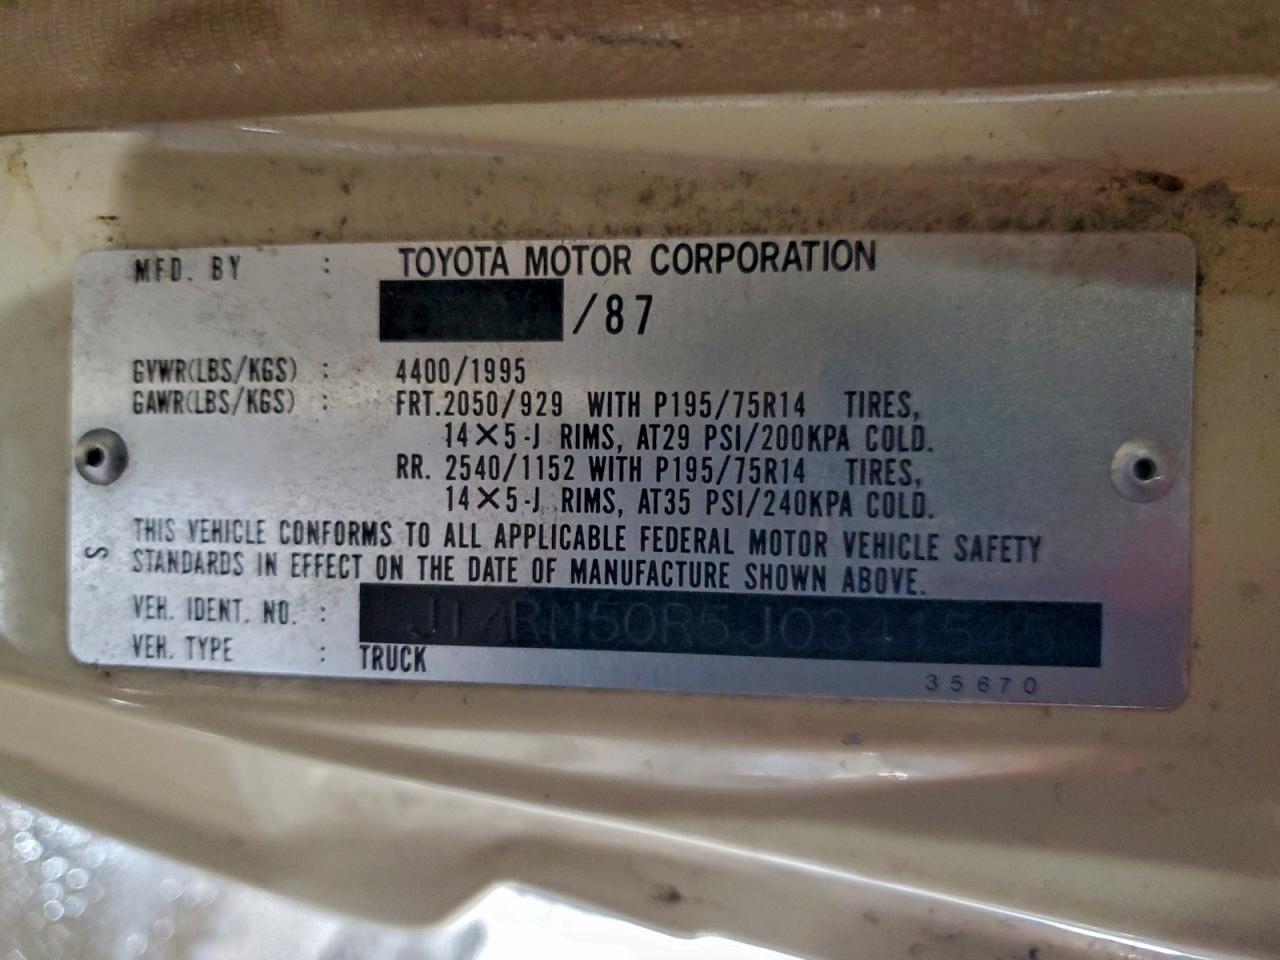 MFD. BY : TOYOTA MOTOR CORPORATION
/87
GVWR(LBS/KGS) : 4400/1995
GAWR(LBS/KGS) : FRT.2050/929 WITH P195/75R14 TIRES,
14×5-J RIMS, AT29 PSI/200KPA COLD.
RR. 2540/1152 WITH P195/75R14 TIRES,
14×5-J RIMS, AT35 PSI/240KPA COLD.
THIS VEHICLE CONFORMS TO ALL APPLICABLE FEDERAL MOTOR VEHICLE SAFETY
S STANDARDS IN EFFECT ON THE DATE OF MANUFACTURE SHOWN ABOVE.
VEH. IDENT. NO. :
VEH. TYPE : TRUCK
35670